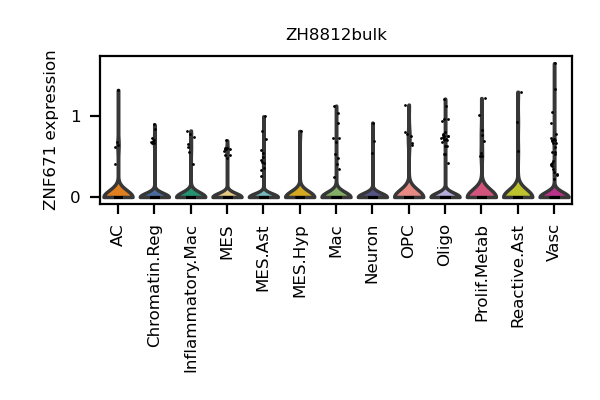 ZH8812bulk
ZNF671 expression
1
0
AC
Chromatin.Reg
Inflammatory.Mac
MES
MES.Ast
MES.Hyp
Mac
Neuron
OPC
Oligo
Prolif.Metab
Reactive.Ast
Vasc